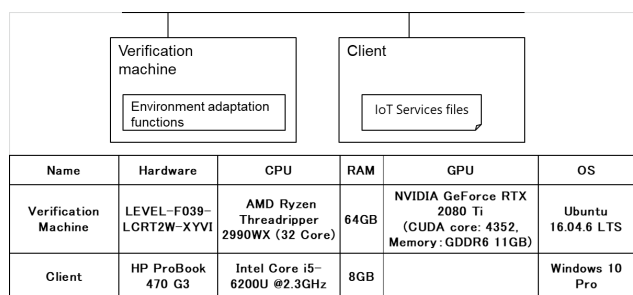 Verification
machine
Environment adaptation
functions
Client
IoT Services files
Name Hardware CPU RAM GPU OS
Verification
Machine
LEVEL-F039-
LCRT2W-XYVI
AMD Ryzen
Threadripper
2990WX (32 Core)
64GB
NVIDIA GeForce RTX
2080 Ti
(CUDA core: 4352,
Memory: GDDR6 11GB)
Ubuntu
16.04.6 LTS
Client
HP ProBook
470 G3
Intel Core i5-
6200U @2.3GHz
8GB
Windows 10
Pro